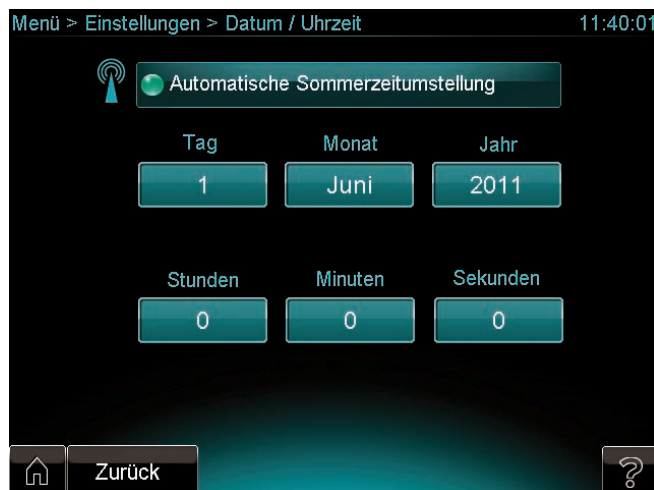 Menü > Einstellungen > Datum / Uhrzeit 11:40:01
Automatische Sommerzeitumstellung
Tag Monat Jahr
1 Juni 2011
Stunden Minuten Sekunden
0 0 0
Zurück ?